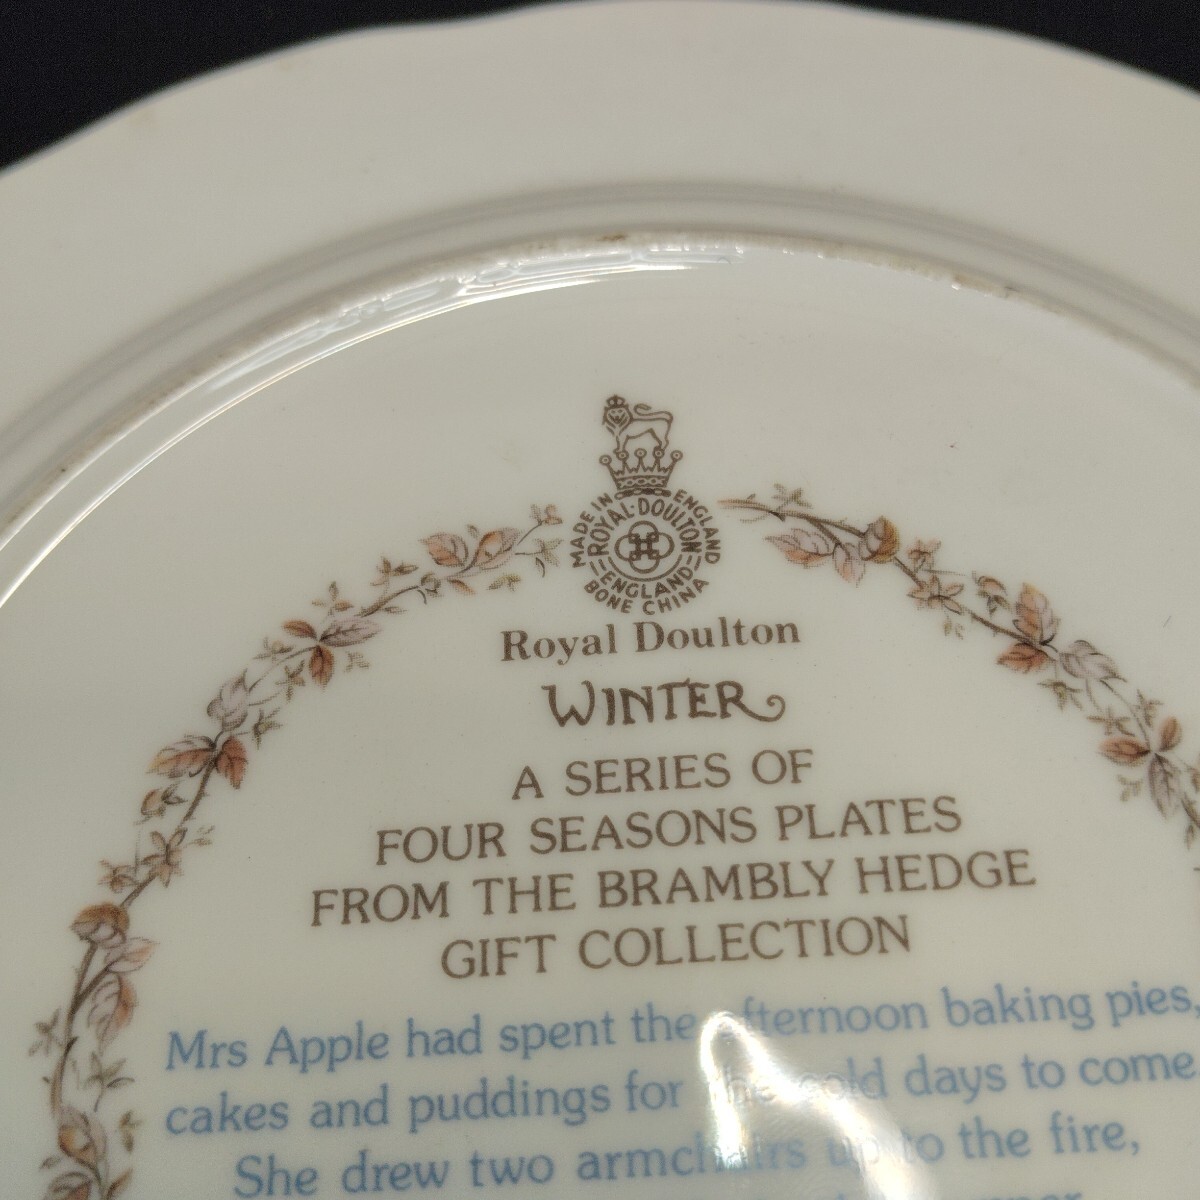 MADE IN ENGLAND
ROYAL·DOULTON
ENGLAND
BONE CHINA
Royal Doulton
WINTER
A SERIES OF
FOUR SEASONS PLATES
FROM THE BRAMBLY HEDGE
GIFT COLLECTION
Mrs Apple had spent the afternoon baking pies,
cakes and puddings for the cold days to come
She drew two armchairs up to the fire,